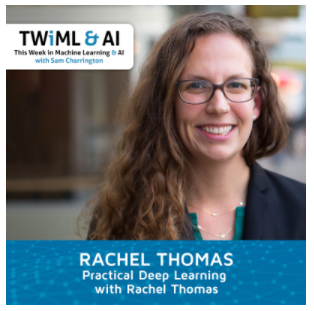 TWiML & AI
This Week in Machine Learning & AI
with Sam Charrington
RACHEL THOMAS
Practical Deep Learning
with Rachel Thomas